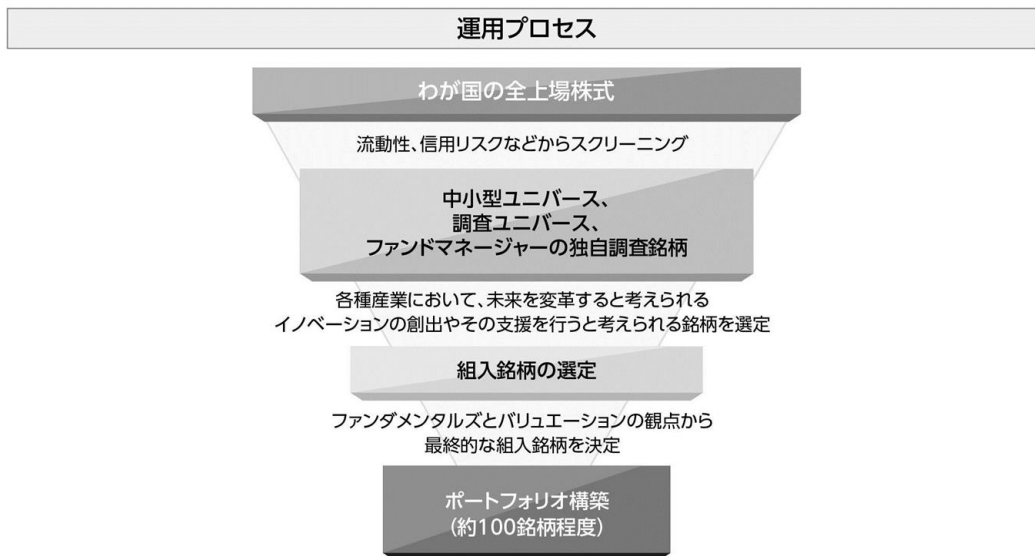 運用プロセス
わが国の全上場株式
流動性、信用リスクなどからスクリーニング
中小型ユニバース、
調査ユニバース、
ファンドマネージャーの独自調査銘柄
各種産業において、未来を変革すると考えられる
イノベーションの創出やその支援を行うと考えられる銘柄を選定
組入銘柄の選定
ファンダメンタルズとバリュエーションの観点から
最終的な組入銘柄を決定
ポートフォリオ構築
(約100銘柄程度)